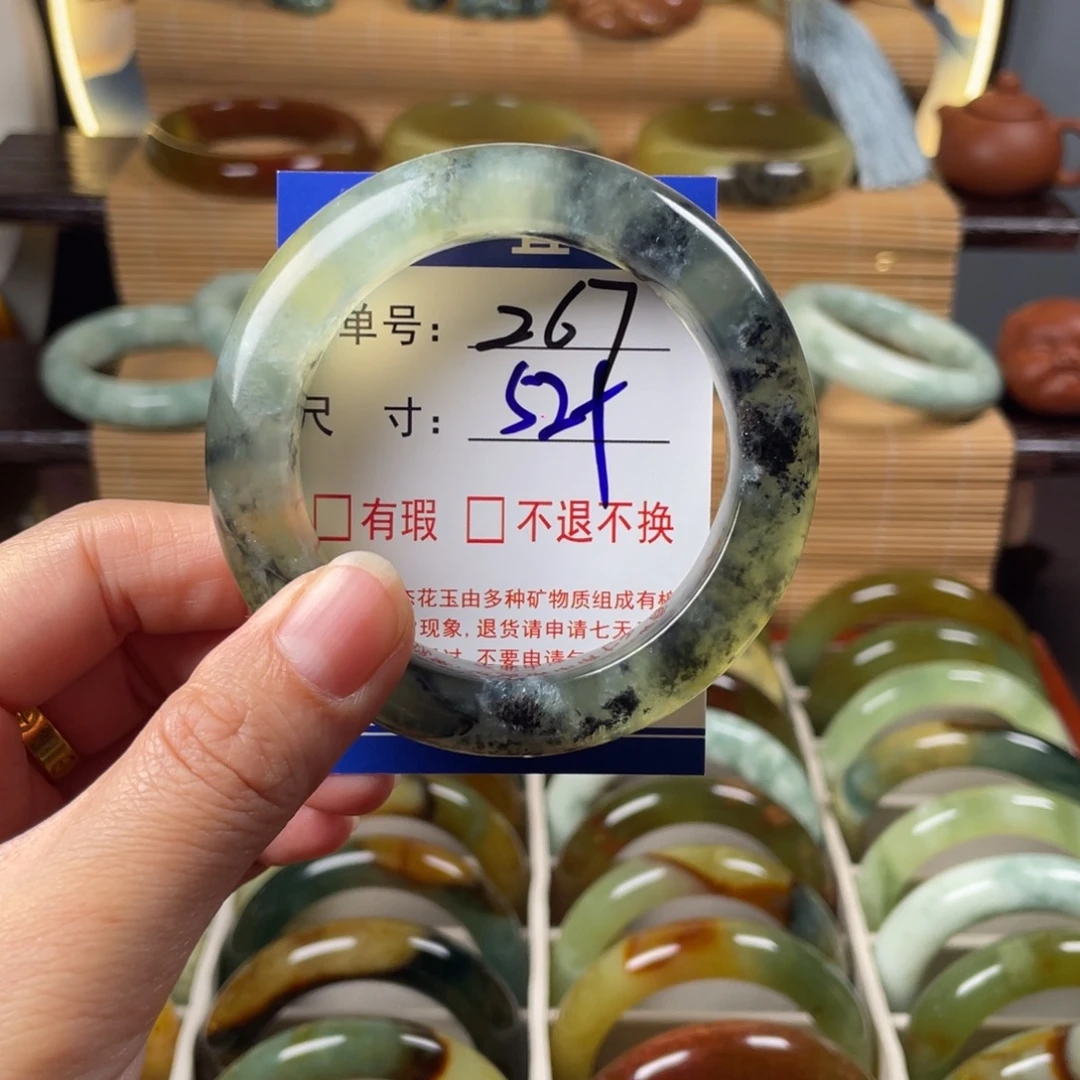 单号: 267
尺 寸: 524
□有瑕 □不退不换
花玉由多种矿物质组成有
现象, 退货请申请七天
不要申请